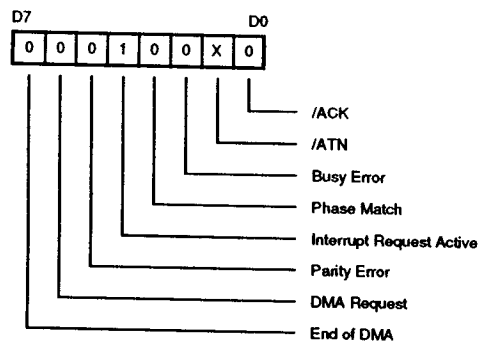 D7 D0
0 0 0 1 0 0 X 0
/ACK
/ATN
Busy Error
Phase Match
Interrupt Request Active
Parity Error
DMA Request
End of DMA